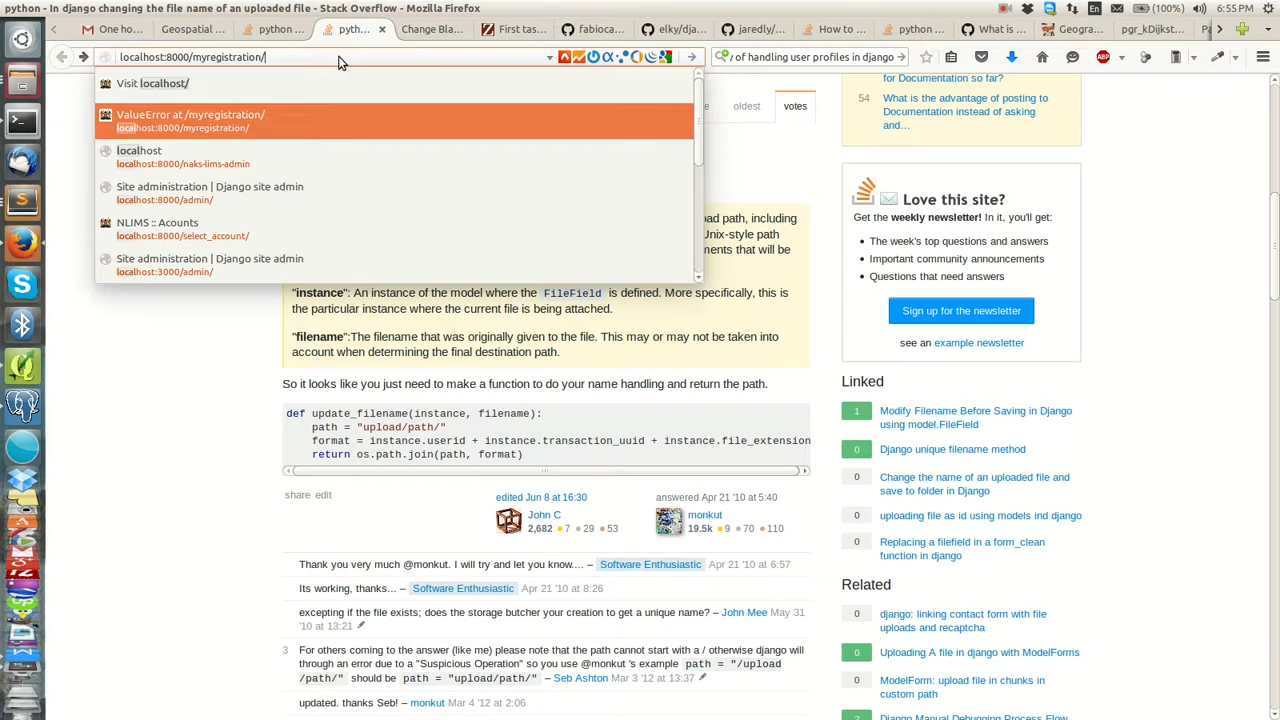 python - In django changing the file name of an uploaded file - Stack Overflow - Mozilla Firefox
En
(100%)
6:55 PM
One ho...
Geospatial ...
python ...
pyth...
Change Bla...
First tas...
fabioca...
elky/dja...
jaredly/...
How to ...
python ...
What is ...
Geogra...
pgr_kDijkst...
localhost:8000/myregistration/
/ of handling user profiles in django
ABP
Visit localhost/
ValueError at /myregistration/
localhost:8000/myregistration/
localhost
localhost:8000/naks-lims-admin
Site administration | Django site admin
localhost:8000/admin/
NLIMS :: Acounts
localhost:8000/select_account/
Site administration | Django site admin
localhost:3000/admin/
oldest
votes
load path, including
Unix-style path
ments that will be
"instance": An instance of the model where the FileField is defined. More specifically, this is
the particular instance where the current file is being attached.
"filename":The filename that was originally given to the file. This may or may not be taken into
account when determining the final destination path.
So it looks like you just need to make a function to do your name handling and return the path.
def update_filename(instance, filename):
path = "upload/path/"
format = instance.userid + instance.transaction_uuid + instance.file_extension
return os.path.join(path, format)
share edit
edited Jun 8 at 16:30
John C
2,682 7 29 53
answered Apr 21 '10 at 5:40
monkut
19.5k 9 70 110
Thank you very much @monkut. I will try and let you know.... – Software Enthusiastic Apr 21 '10 at 6:57
Its working, thanks... – Software Enthusiastic Apr 21 '10 at 8:26
excepting if the file exists; does the storage butcher your creation to get a unique name? – John Mee May 31
'10 at 13:21
3 For others coming to the answer (like me) please note that the path cannot start with a / otherwise django will
through an error due to a "Suspicious Operation" so you use @monkut 's example path = "/upload
/path/" should be path = "upload/path/" – Seb Ashton Mar 3 '12 at 13:37
updated. thanks Seb! – monkut Mar 4 '12 at 2:06
for Documentation so far?
54 What is the advantage of posting to
Documentation instead of asking
and…
Love this site?
Get the weekly newsletter! In it, you'll get:
The week's top questions and answers
Important community announcements
Questions that need answers
Sign up for the newsletter
see an example newsletter
Linked
1 Modify Filename Before Saving in Django
using model.FileField
0 Django unique filename method
0 Change the name of an uploaded file and
save to folder in Django
0 uploading file as id using models ind django
0 Replacing a filefield in a form_clean
function in django
Related
0 django: linking contact form with file
uploads and recaptcha
0 Uploading A file in django with ModelForms
0 ModelForm: upload file in chunks in
custom path
2 Django Manual Debugging Process Flow